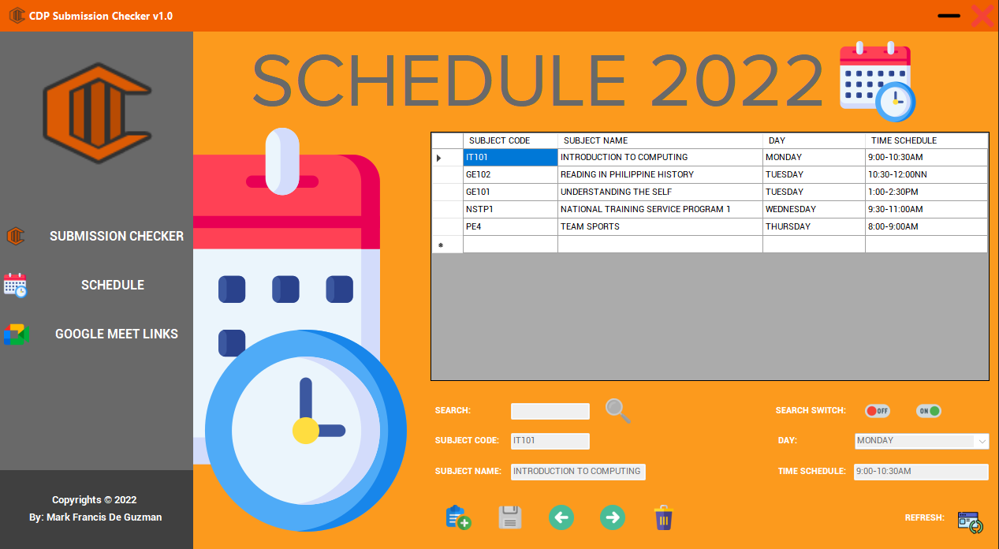 CDP Submission Checker v1.0
SCHEDULE 2022
SUBMISSION CHECKER
SCHEDULE
GOOGLE MEET LINKS
Copyrights © 2022
By: Mark Francis De Guzman
SUBJECT CODE SUBJECT NAME DAY TIME SCHEDULE
IT101 INTRODUCTION TO COMPUTING MONDAY 9:00-10:30AM
GE102 READING IN PHILIPPINE HISTORY TUESDAY 10:30-12:00NN
GE101 UNDERSTANDING THE SELF TUESDAY 1:00-2:30PM
NSTP1 NATIONAL TRAINING SERVICE PROGRAM 1 WEDNESDAY 9:30-11:00AM
PE4 TEAM SPORTS THURSDAY 8:00-9:00AM
SEARCH: SEARCH SWITCH: OFF ON
SUBJECT CODE: IT101 DAY: MONDAY
SUBJECT NAME: INTRODUCTION TO COMPUTING TIME SCHEDULE: 9:00-10:30AM
REFRESH: